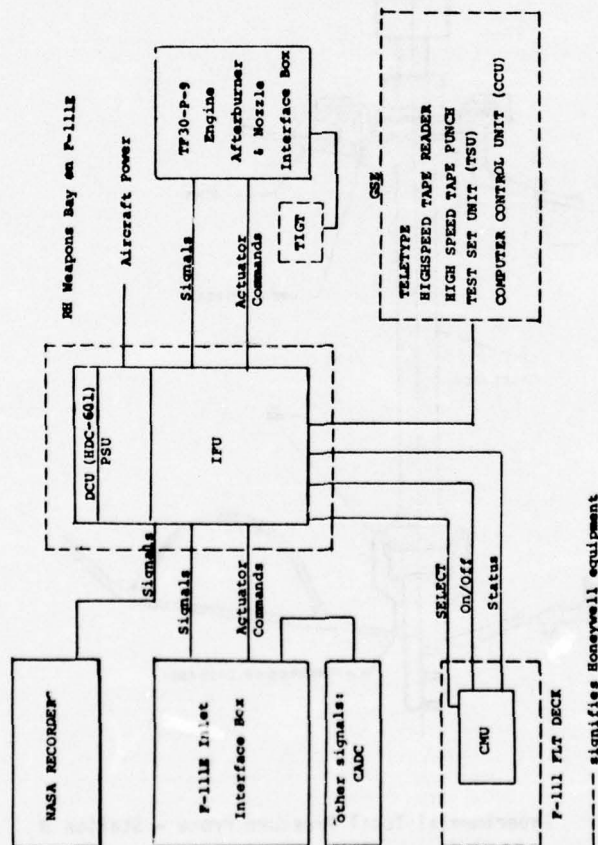 RH Weapons Bay on F-111E
Aircraft Power
DCU (HDC-601)
PSU
IFU
NASA RECORDER
Signals
F-111E Inlet
Interface Box
Signals
Actuator
Commands
other signals:
CADC
Signals
Actuator
Commands
TF30-P-9
Engine
Afterburner
& Nozzle
Interface Box
TIGT
GSE
TELETYPE
HIGHSPEED TAPE READER
HIGH SPEED TAPE PUNCH
TEST SET UNIT (TSU)
COMPUTER CONTROL UNIT (CCU)
SELECT
On/Off
Status
CMU
F-111 FLT DECK
---- signifies Honeywell equipment